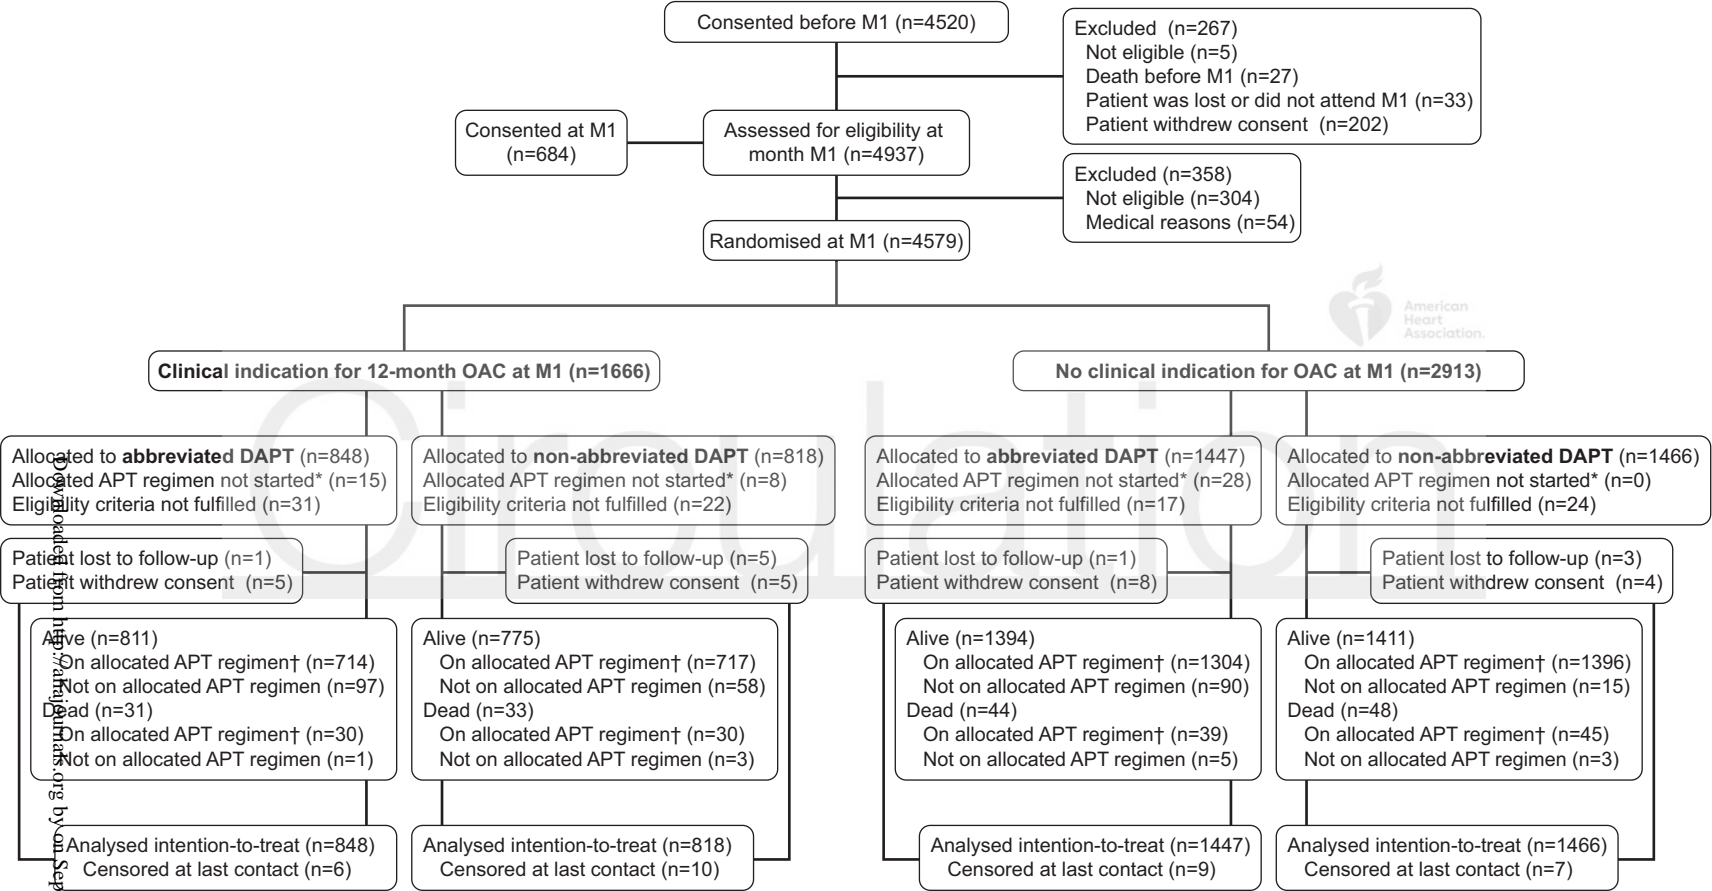 Consented before M1 (n=4520)
Excluded (n=267)
Not eligible (n=5)
Death before M1 (n=27)
Patient was lost or did not attend M1 (n=33)
Patient withdrew consent (n=202)
Consented at M1
(n=684)
Assessed for eligibility at
month M1 (n=4937)
Excluded (n=358)
Not eligible (n=304)
Medical reasons (n=54)
Randomised at M1 (n=4579)
American
Heart
Association.
Clinical indication for 12-month OAC at M1 (n=1666)
No clinical indication for OAC at M1 (n=2913)
Circulation
Allocated to abbreviated DAPT (n=848)
Allocated APT regimen not started* (n=15)
Eligibility criteria not fulfilled (n=31)
Allocated to non-abbreviated DAPT (n=818)
Allocated APT regimen not started* (n=8)
Eligibility criteria not fulfilled (n=22)
Allocated to abbreviated DAPT (n=1447)
Allocated APT regimen not started* (n=28)
Eligibility criteria not fulfilled (n=17)
Allocated to non-abbreviated DAPT (n=1466)
Allocated APT regimen not started* (n=0)
Eligibility criteria not fulfilled (n=24)
Patient lost to follow-up (n=1)
Patient withdrew consent (n=5)
Patient lost to follow-up (n=5)
Patient withdrew consent (n=5)
Patient lost to follow-up (n=1)
Patient withdrew consent (n=8)
Patient lost to follow-up (n=3)
Patient withdrew consent (n=4)
Alive (n=811)
On allocated APT regimen† (n=714)
Not on allocated APT regimen (n=97)
Dead (n=31)
On allocated APT regimen† (n=30)
Not on allocated APT regimen (n=1)
Alive (n=775)
On allocated APT regimen† (n=717)
Not on allocated APT regimen (n=58)
Dead (n=33)
On allocated APT regimen† (n=30)
Not on allocated APT regimen (n=3)
Alive (n=1394)
On allocated APT regimen† (n=1304)
Not on allocated APT regimen (n=90)
Dead (n=44)
On allocated APT regimen† (n=39)
Not on allocated APT regimen (n=5)
Alive (n=1411)
On allocated APT regimen† (n=1396)
Not on allocated APT regimen (n=15)
Dead (n=48)
On allocated APT regimen† (n=45)
Not on allocated APT regimen (n=3)
Analysed intention-to-treat (n=848)
Censored at last contact (n=6)
Analysed intention-to-treat (n=818)
Censored at last contact (n=10)
Analysed intention-to-treat (n=1447)
Censored at last contact (n=9)
Analysed intention-to-treat (n=1466)
Censored at last contact (n=7)
Downloaded from http://ahajournals.org by on Sep